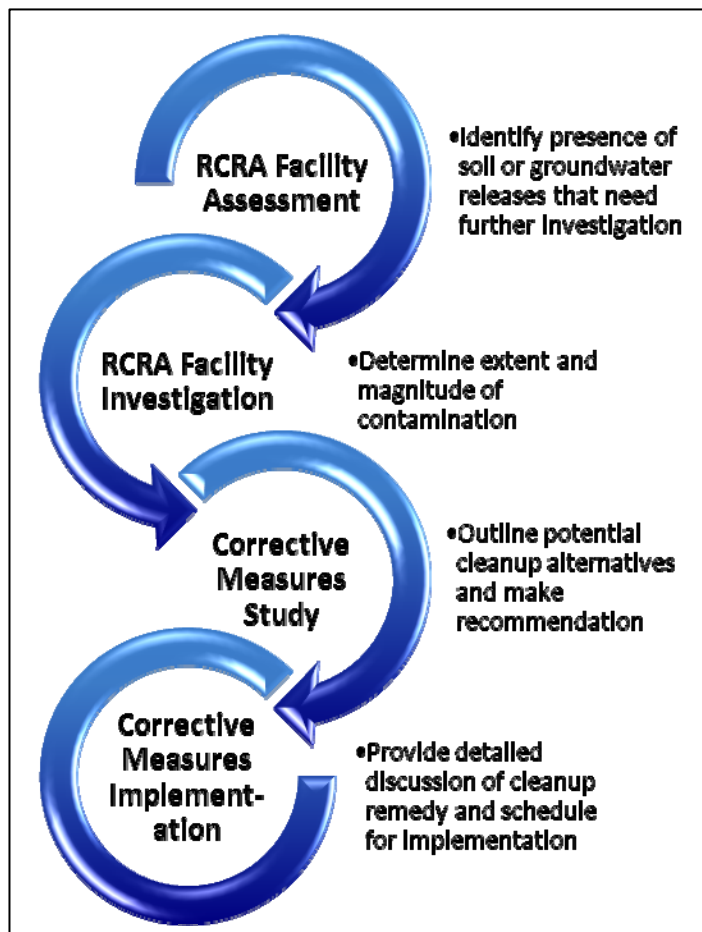 RCRA Facility
Assessment
•Identify presence of
soil or groundwater
releases that need
further investigation
RCRA Facility
Investigation
•Determine extent and
magnitude of
contamination
Corrective
Measures
Study
•Outline potential
cleanup alternatives
and make
recommendation
Corrective
Measures
Implement-
ation
•Provide detailed
discussion of cleanup
remedy and schedule
for implementation